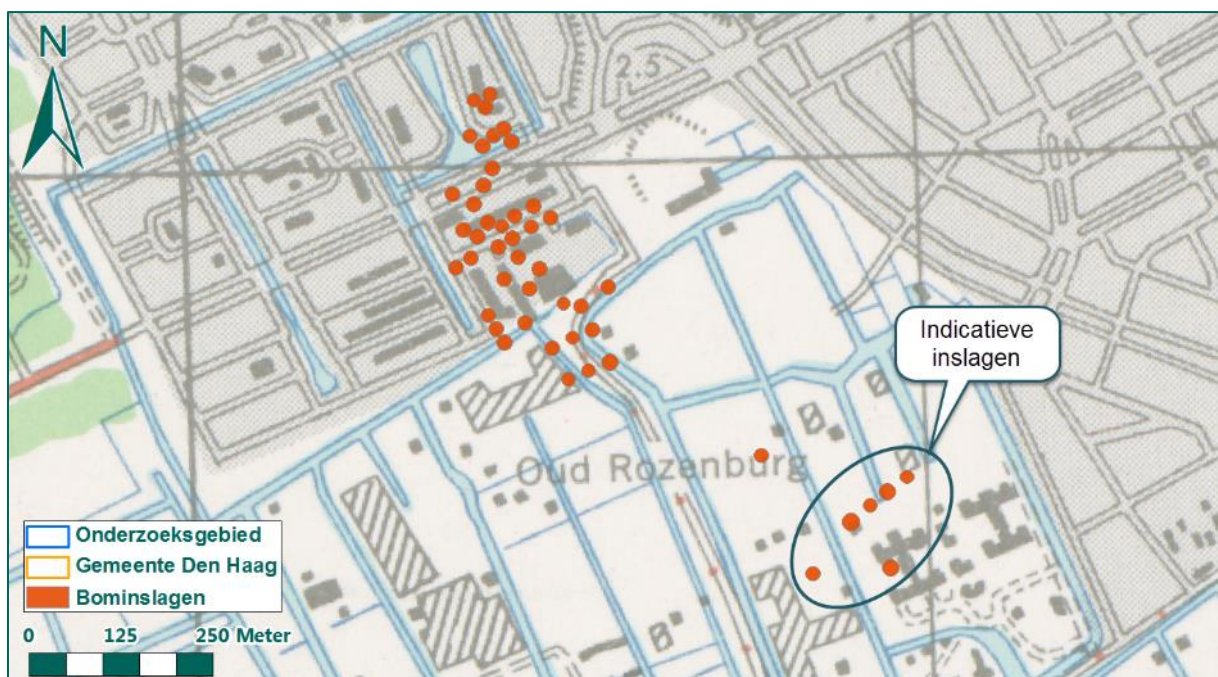 N
2.5
Indicatieve
inslagen
Oud Rozenburg
Onderzoeksgebied
Gemeente Den Haag
Bominslagen
0 125 250 Meter